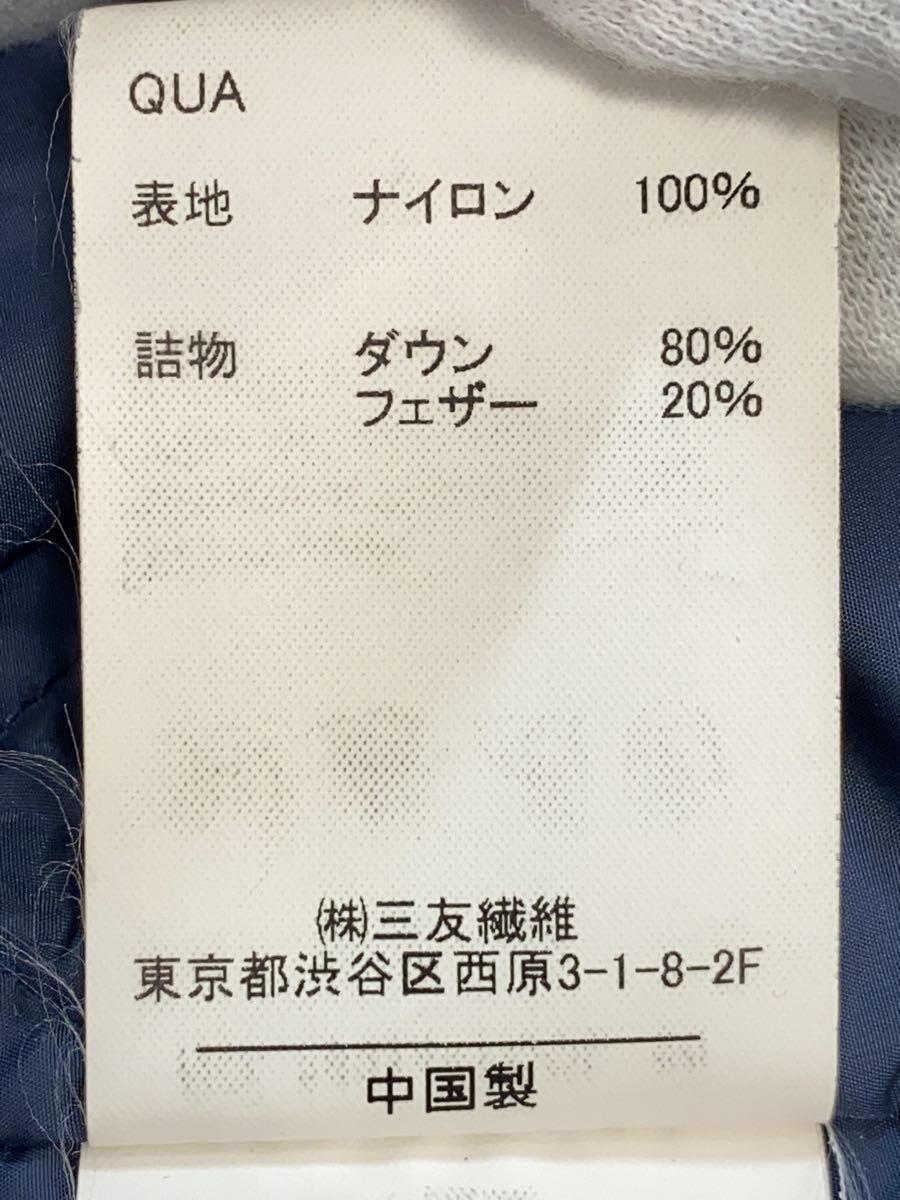 QUA
表地 ナイロン 100%
詰物 ダウン 80%
フェザー 20%
㈱三友繊維
東京都渋谷区西原3-1-8-2F
中国製